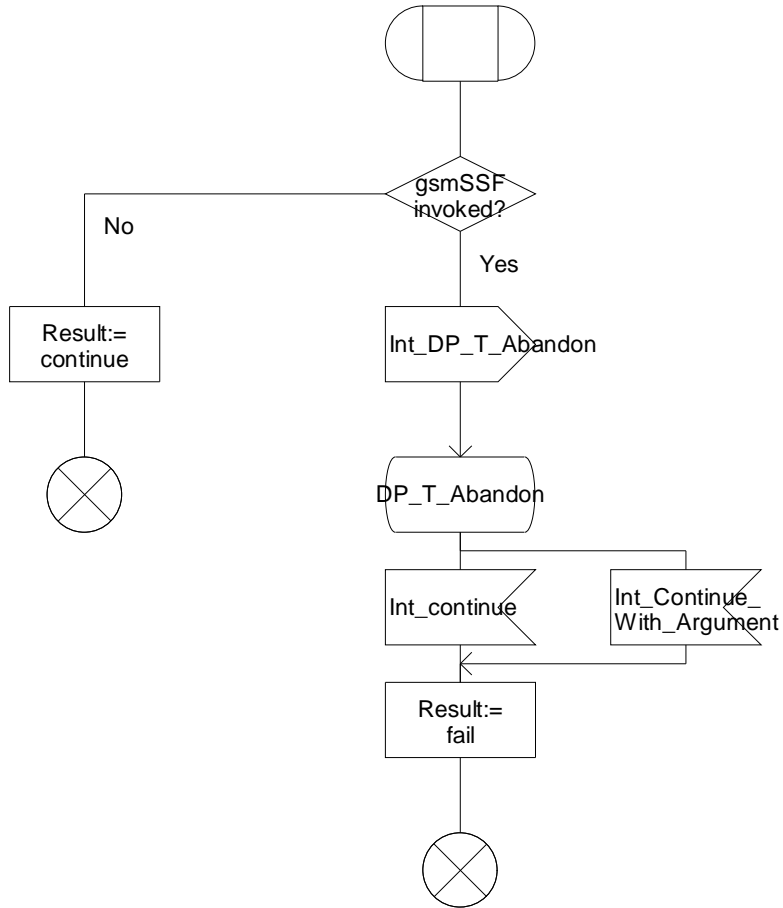 gsmSSF
invoked?
No
Yes
Result:=
continue
Int_DP_T_Abandon
DP_T_Abandon
Int_continue
Int_Continue_
With_Argument
Result:=
fail